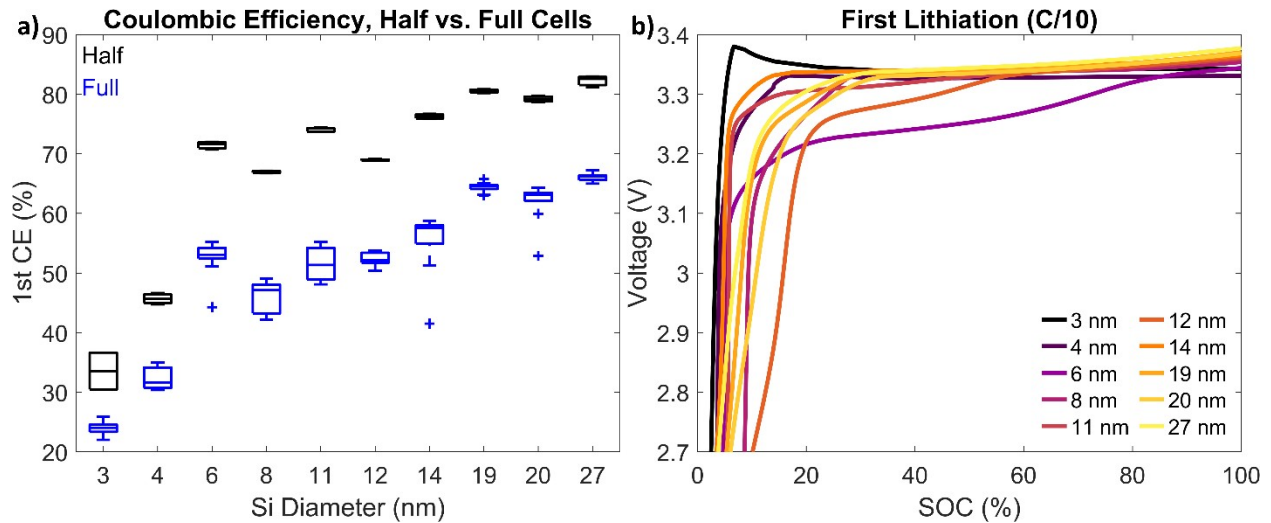 a)
Coulombic Efficiency, Half vs. Full Cells
Half
Full
1st CE (%)
90
80
70
60
50
40
30
20
3 4 6 8 11 12 14 19 20 27
Si Diameter (nm)
b)
First Lithiation (C/10)
Voltage (V)
3.4
3.3
3.2
3.1
3
2.9
2.8
2.7
3 nm
4 nm
6 nm
8 nm
11 nm
12 nm
14 nm
19 nm
20 nm
27 nm
0 20 40 60 80 100
SOC (%)